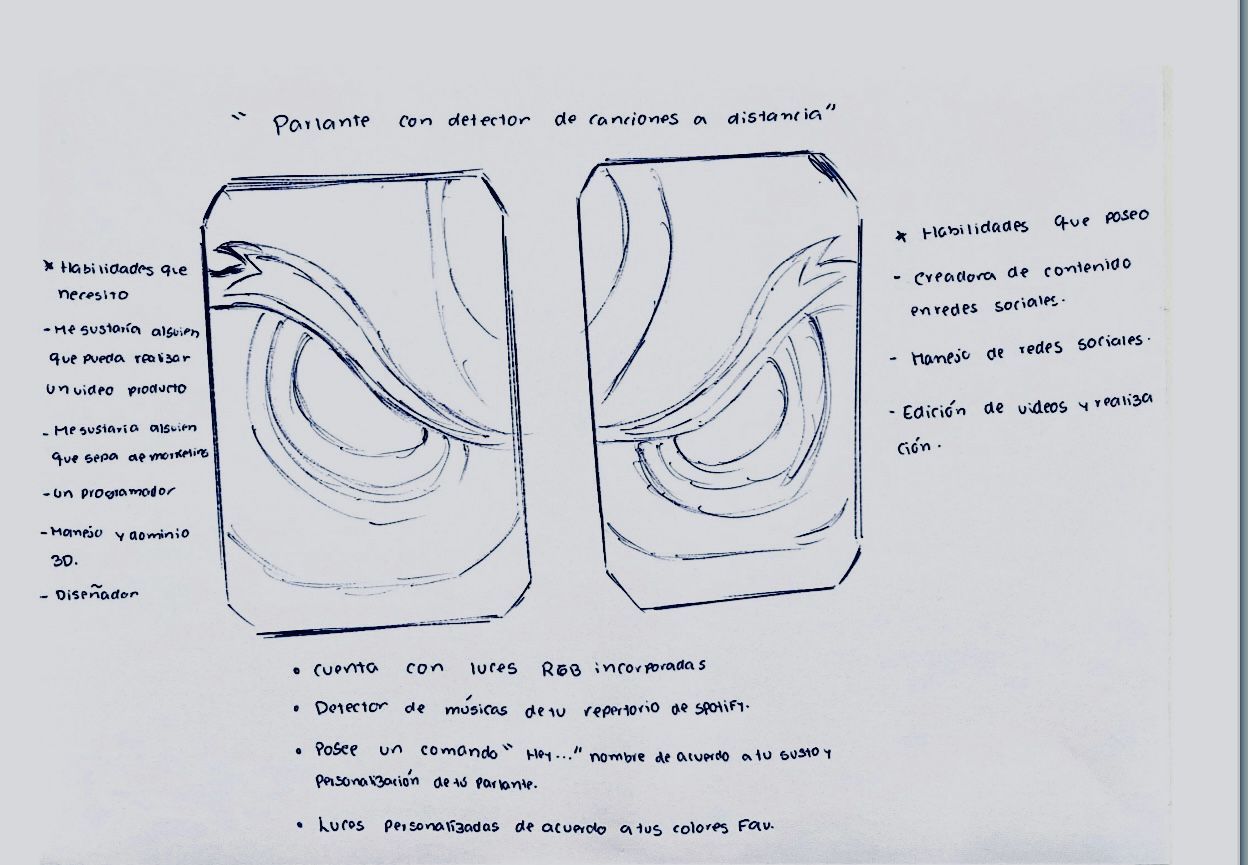 "Parlante con detector de canciones a distancia"
* Habilidades que
necesito
- Me gustaría alguien
que pueda realizar
un video producto
- Me gustaria alguien
que sepa de marketing
- un programador
- Manejo y dominio
3D.
- Diseñador
* Habilidades que poseo
- Creadora de contenido
en redes sociales.
- Manejo de redes sociales.
- Edición de videos y realiza
ción.
• cuenta con luces RGB incorporadas
• Detector de músicas de tu repertorio de spotify.
• Posee un comando "Hey..." nombre de acuerdo a tu gusto y
personalización de tú parlante.
• Luces personalizadas de acuerdo a tus colores Fav.